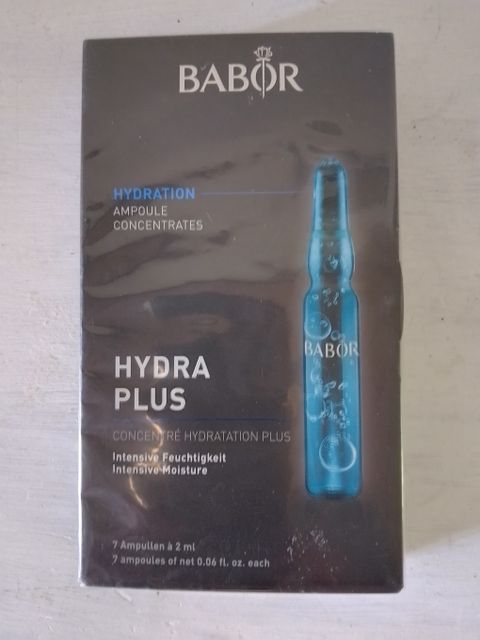 BABOR
HYDRATION
AMPOULE
CONCENTRATES
BABOR
HYDRA
PLUS
CONCENTRÉ HYDRATATION PLUS
Intensive Feuchtigkeit
Intensive Moisture
7 Ampullen à 2 ml
7 ampoules of net 0.06 fl. oz. each